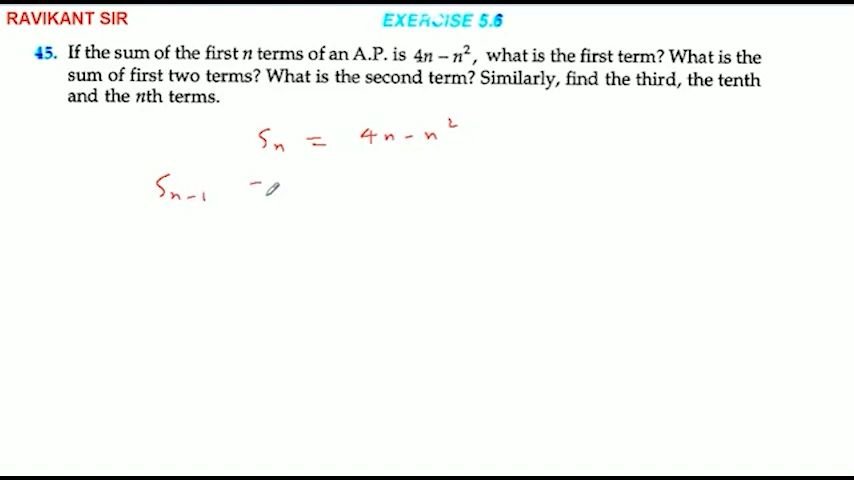 RAVIKANT SIR
EXERCISE 5.6
45. If the sum of the first n terms of an A.P. is 4n – n², what is the first term? What is the
sum of first two terms? What is the second term? Similarly, find the third, the tenth
and the nth terms.
Sₙ = 4n – n²
Sₙ₋₁ =